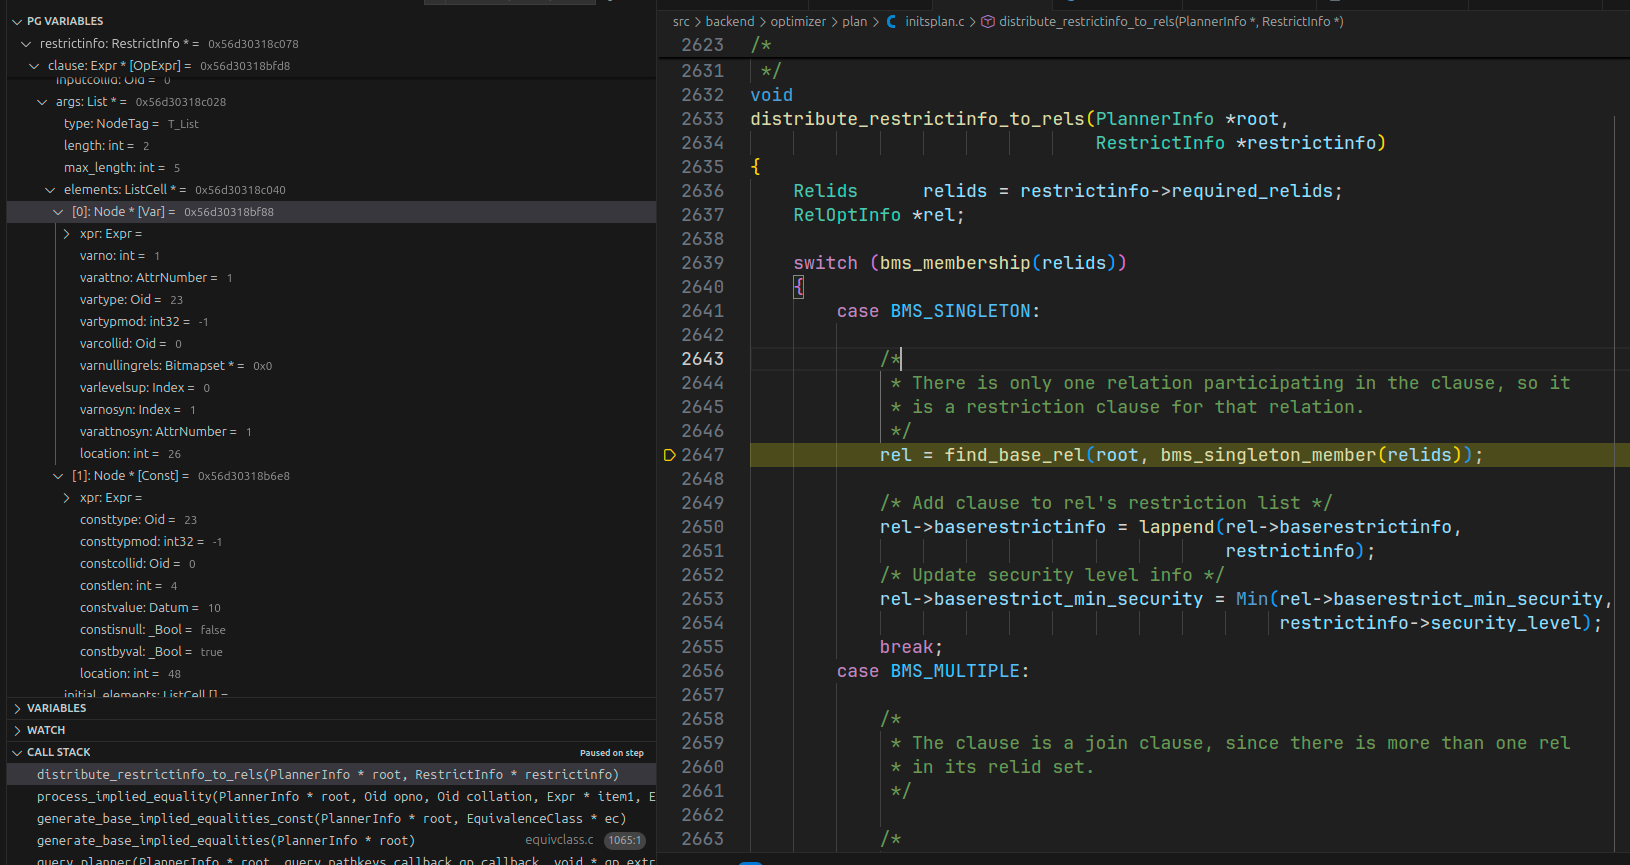 PG VARIABLES
restrictinfo: RestrictInfo * = 0x56d30318c078
clause: Expr * [OpExpr] = 0x56d30318bfd8
inputcollid: Oid = 0
args: List * = 0x56d30318c028
type: NodeTag = T_List
length: int = 2
max_length: int = 5
elements: ListCell * = 0x56d30318c040
[0]: Node * [Var] = 0x56d30318bf88
xpr: Expr =
varno: int = 1
varattno: AttrNumber = 1
vartype: Oid = 23
vartypmod: int32 = -1
varcollid: Oid = 0
varnullingrels: Bitmapset * = 0x0
varlevelsup: Index = 0
varnosyn: Index = 1
varattnosyn: AttrNumber = 1
location: int = 26
[1]: Node * [Const] = 0x56d30318b6e8
xpr: Expr =
consttype: Oid = 23
consttypmod: int32 = -1
constcollid: Oid = 0
constlen: int = 4
constvalue: Datum = 10
constisnull: _Bool = false
constbyval: _Bool = true
location: int = 48
initial_elements: ListCell [] =
VARIABLES
WATCH
CALL STACK Paused on step
distribute_restrictinfo_to_rels(PlannerInfo * root, RestrictInfo * restrictinfo)
process_implied_equality(PlannerInfo * root, Oid opno, Oid collation, Expr * item1, E
generate_base_implied_equalities_const(PlannerInfo * root, EquivalenceClass * ec)
generate_base_implied_equalities(PlannerInfo * root) equivclass.c 1065:1
query_planner(PlannerInfo * root, query_pathkeys_callback qp_callback, void * qp_extr
src > backend > optimizer > plan > C initsplan.c > distribute_restrictinfo_to_rels(PlannerInfo *, RestrictInfo *)
2623 /*
2631 */
2632 void
2633 distribute_restrictinfo_to_rels(PlannerInfo *root,
2634 RestrictInfo *restrictinfo)
2635 {
2636 Relids relids = restrictinfo->required_relids;
2637 RelOptInfo *rel;
2638
2639 switch (bms_membership(relids))
2640 {
2641 case BMS_SINGLETON:
2642
2643 /*
2644 * There is only one relation participating in the clause, so it
2645 * is a restriction clause for that relation.
2646 */
2647 rel = find_base_rel(root, bms_singleton_member(relids));
2648
2649 /* Add clause to rel's restriction list */
2650 rel->baserestrictinfo = lappend(rel->baserestrictinfo,
2651 restrictinfo);
2652 /* Update security level info */
2653 rel->baserestrict_min_security = Min(rel->baserestrict_min_security,
2654 restrictinfo->security_level);
2655 break;
2656 case BMS_MULTIPLE:
2657
2658 /*
2659 * The clause is a join clause, since there is more than one rel
2660 * in its relid set.
2661 */
2662
2663 /*